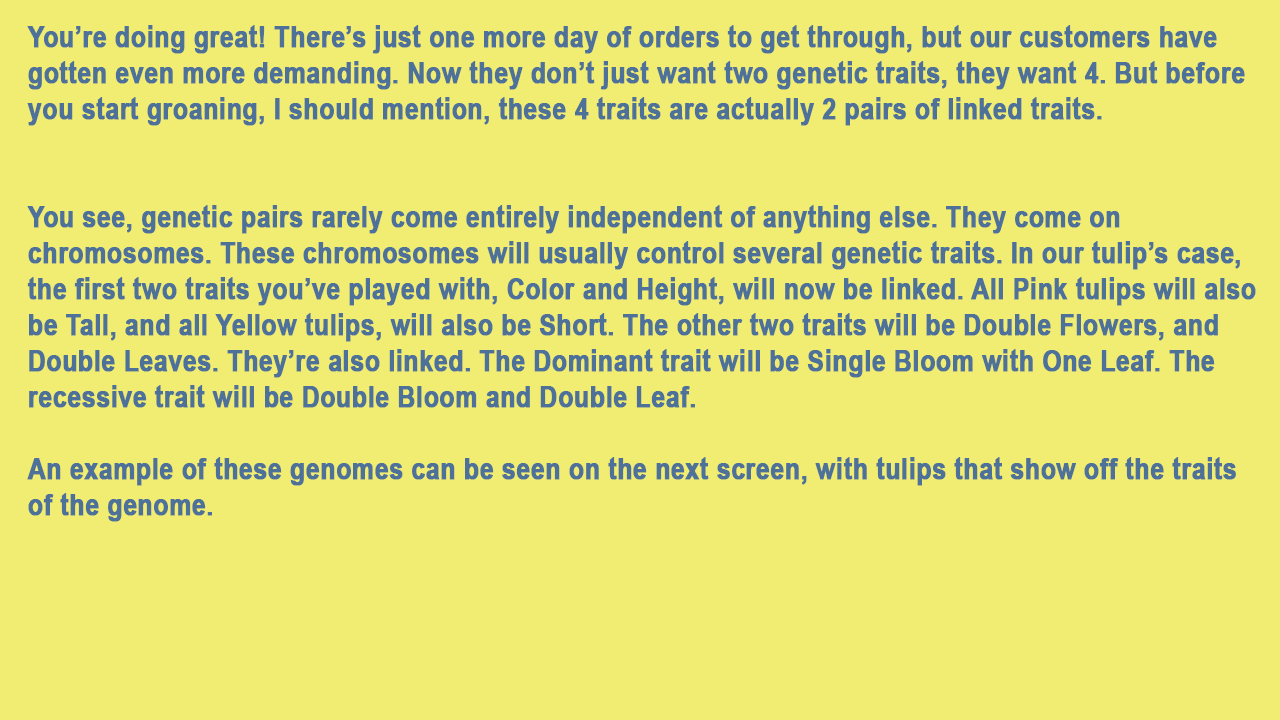 You’re doing great! There’s just one more day of orders to get through, but our customers have
gotten even more demanding. Now they don’t just want two genetic traits, they want 4. But before
you start groaning, I should mention, these 4 traits are actually 2 pairs of linked traits.
You see, genetic pairs rarely come entirely independent of anything else. They come on
chromosomes. These chromosomes will usually control several genetic traits. In our tulip’s case,
the first two traits you’ve played with, Color and Height, will now be linked. All Pink tulips will also
be Tall, and all Yellow tulips, will also be Short. The other two traits will be Double Flowers, and
Double Leaves. They’re also linked. The Dominant trait will be Single Bloom with One Leaf. The
recessive trait will be Double Bloom and Double Leaf.
An example of these genomes can be seen on the next screen, with tulips that show off the traits
of the genome.